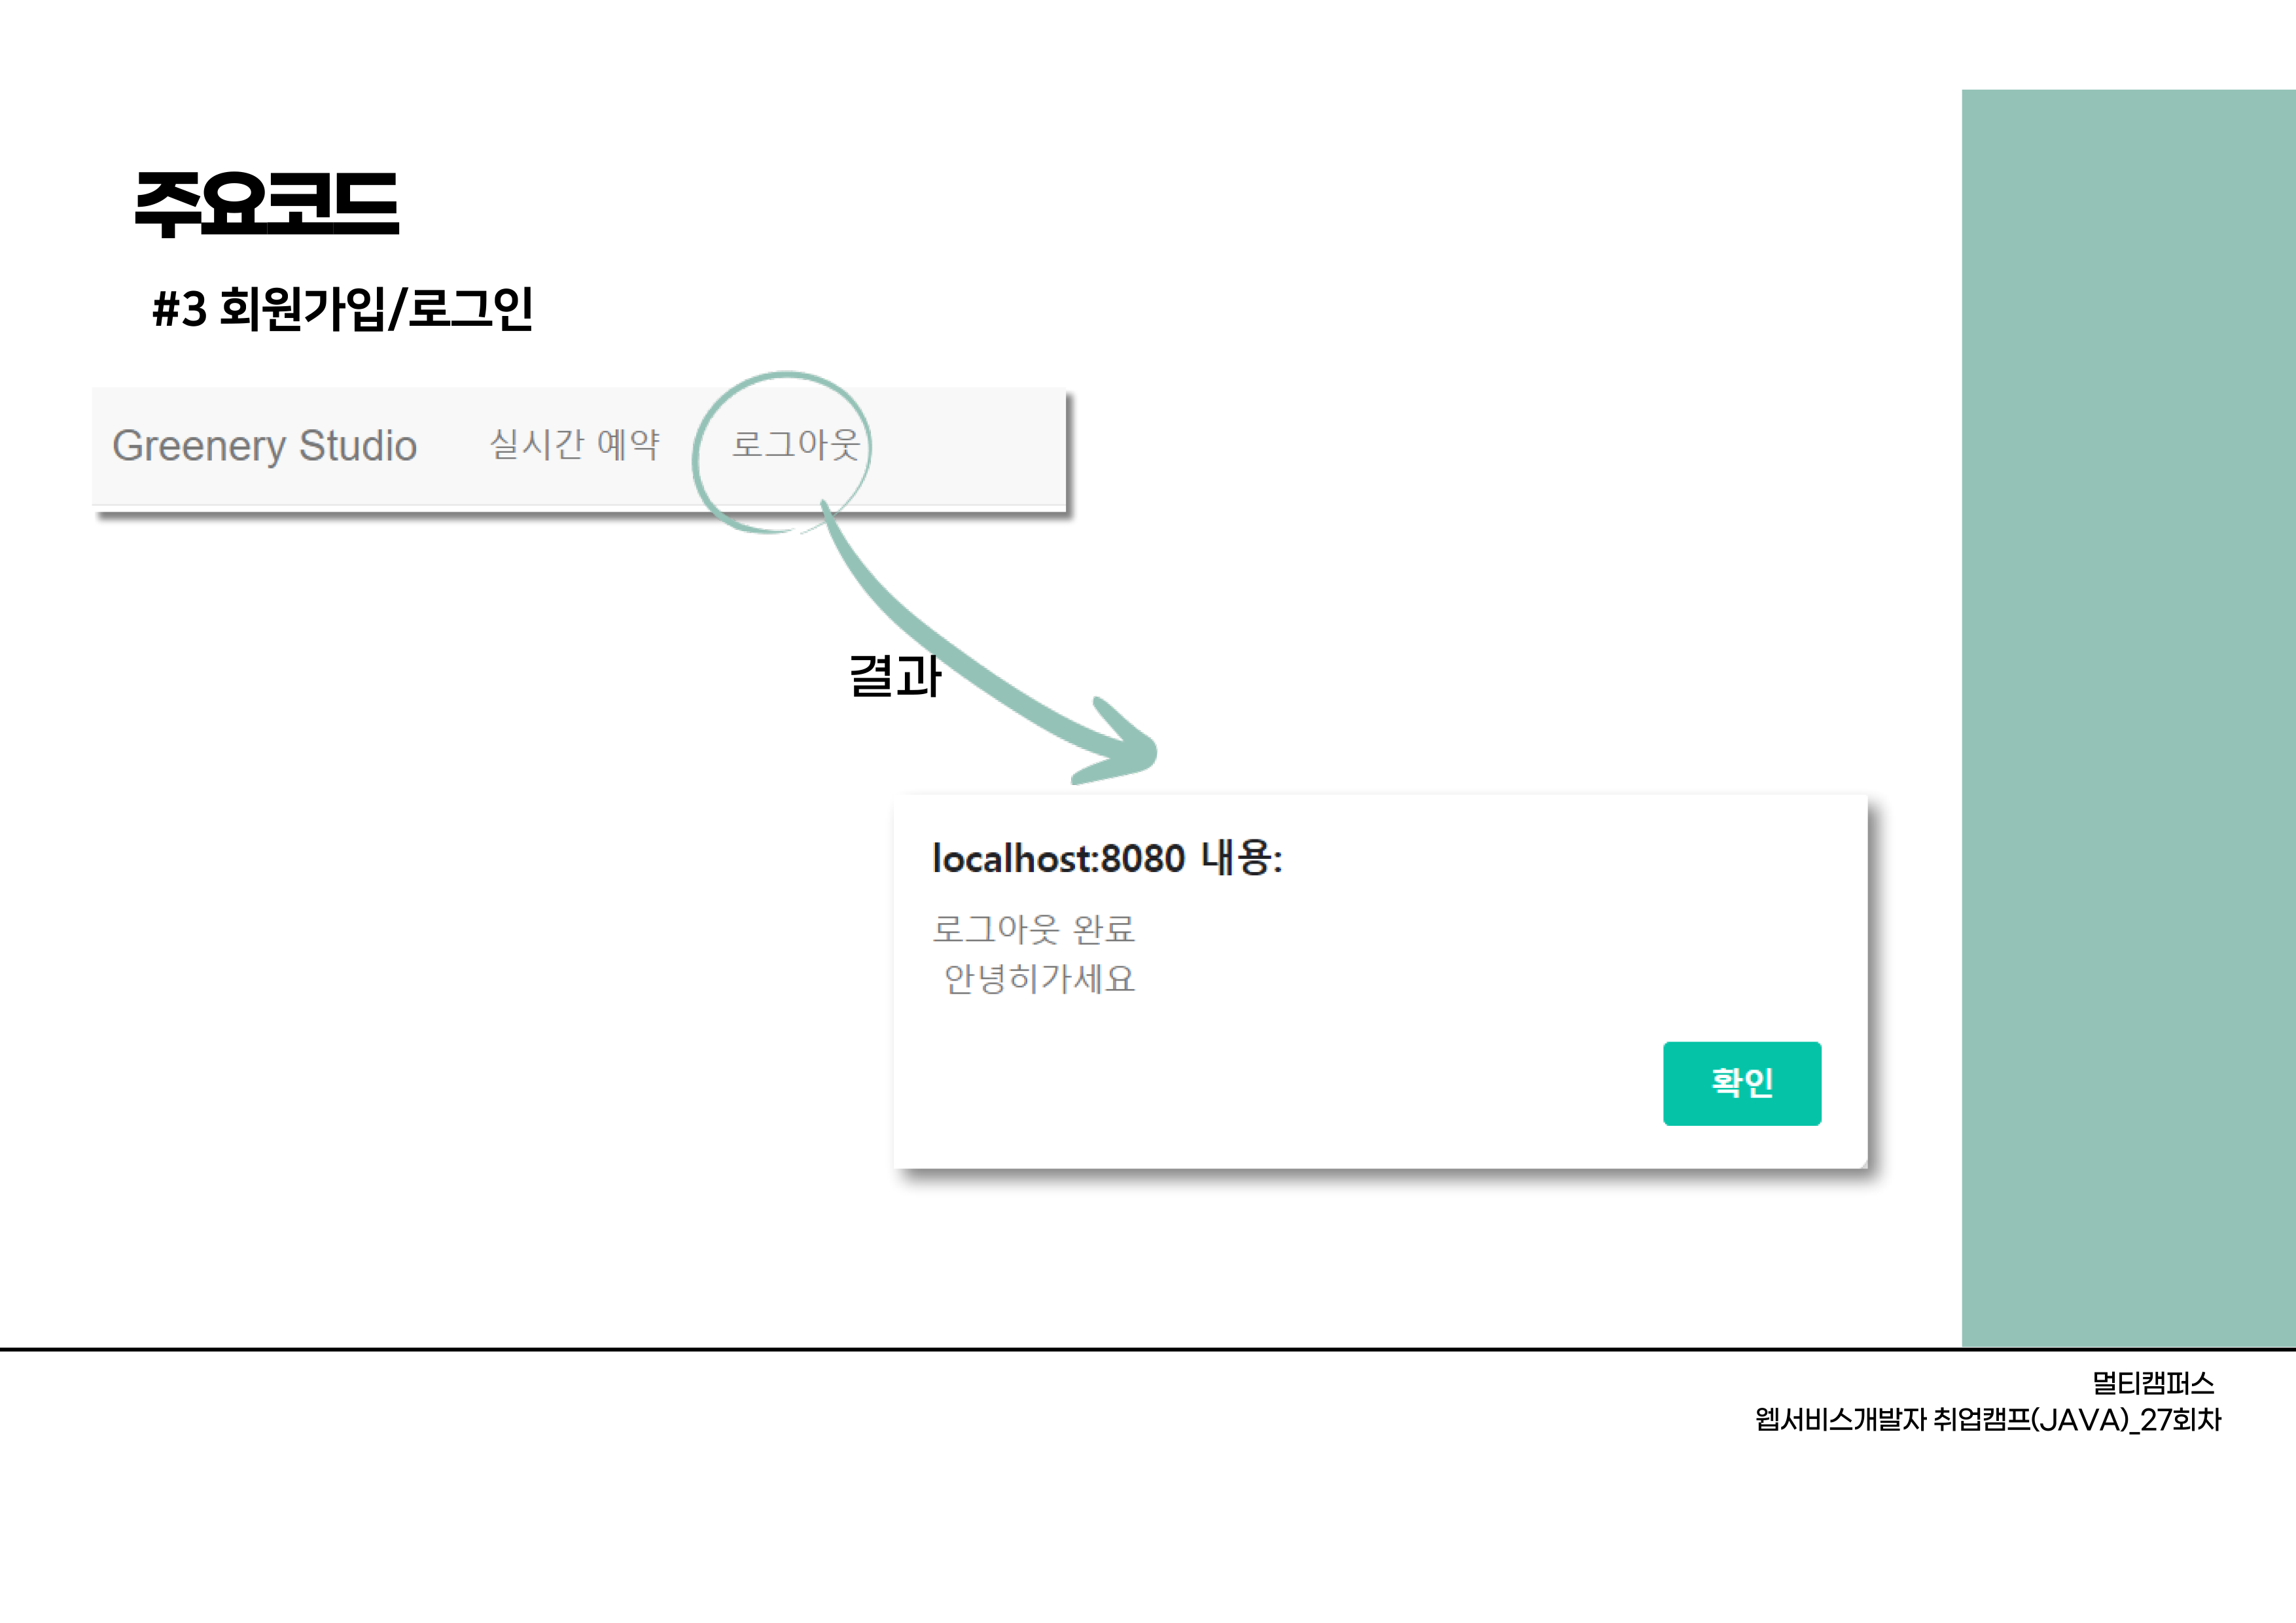 주요코드
#3 회원가입/로그인
Greenery Studio 실시간 예약 로그아웃
결과
localhost:8080 내용:
로그아웃 완료
안녕히가세요
확인
멀티캠퍼스
웹서비스개발자 취업캠프(JAVA)_27회차